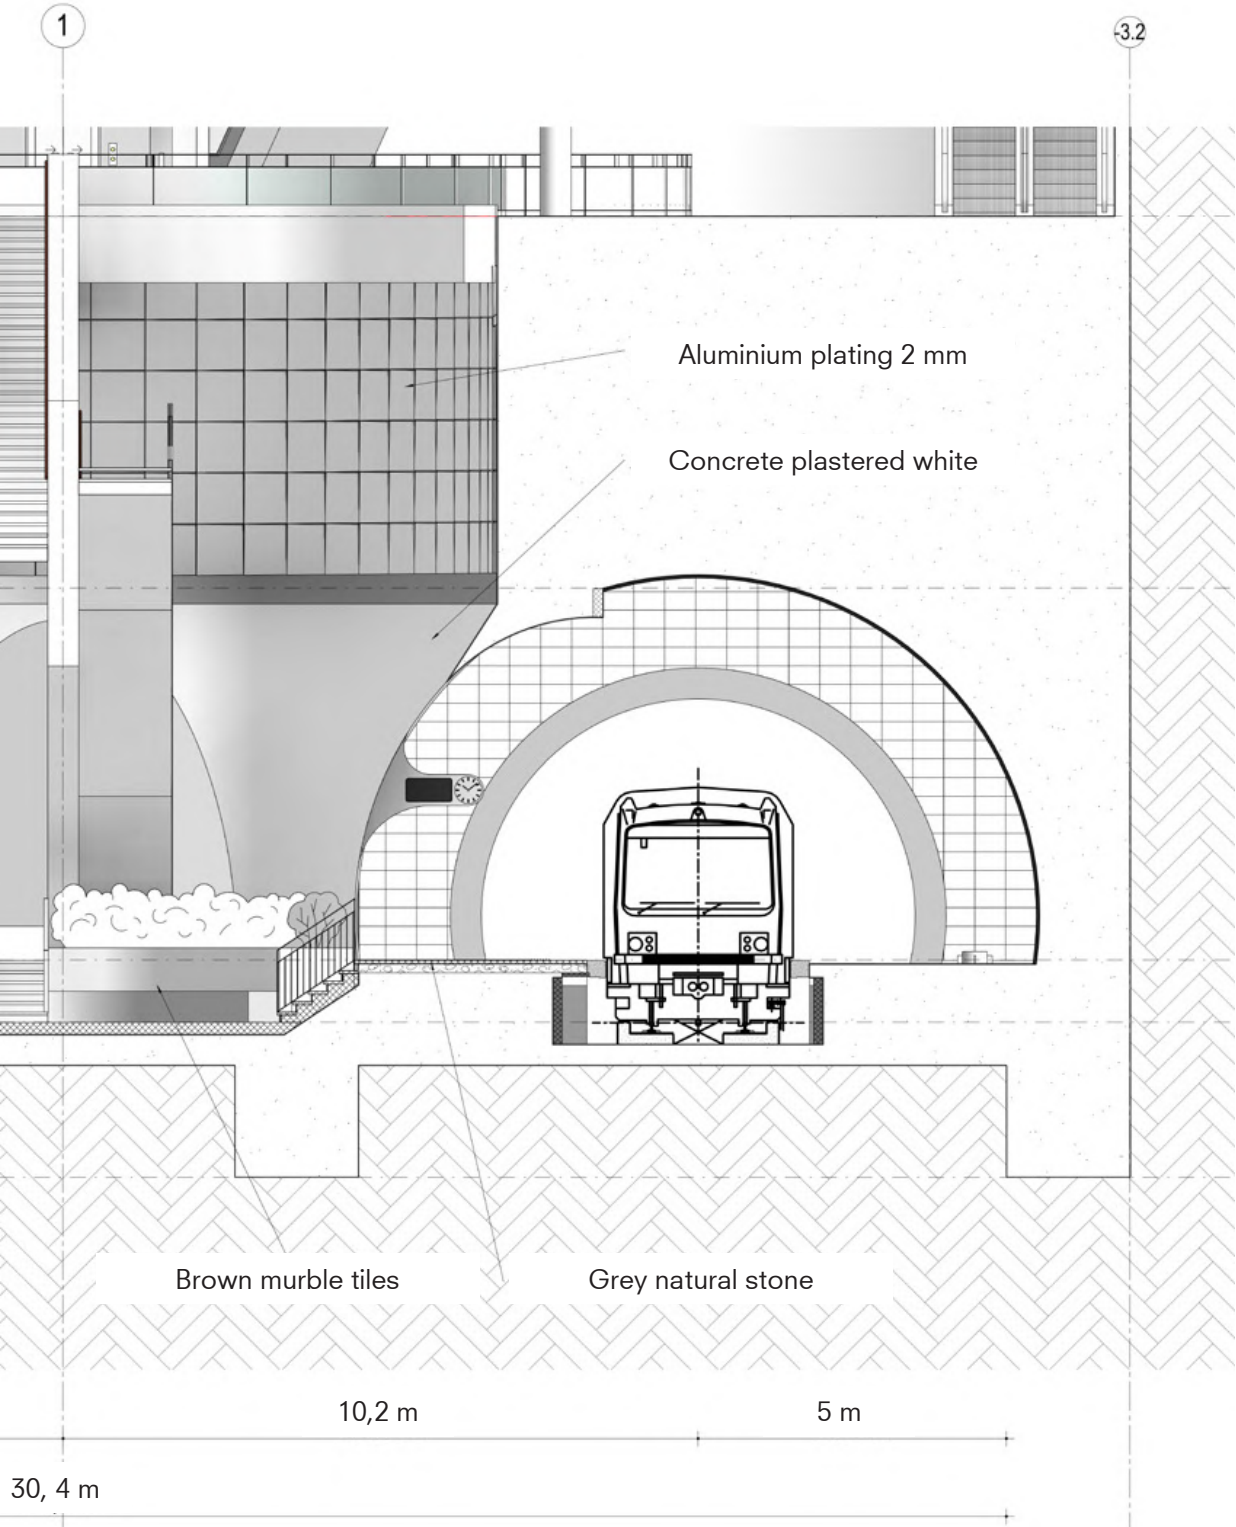 1
-3.2
Aluminium plating 2 mm
Concrete plastered white
Brown murble tiles
Grey natural stone
10,2 m
5 m
30, 4 m